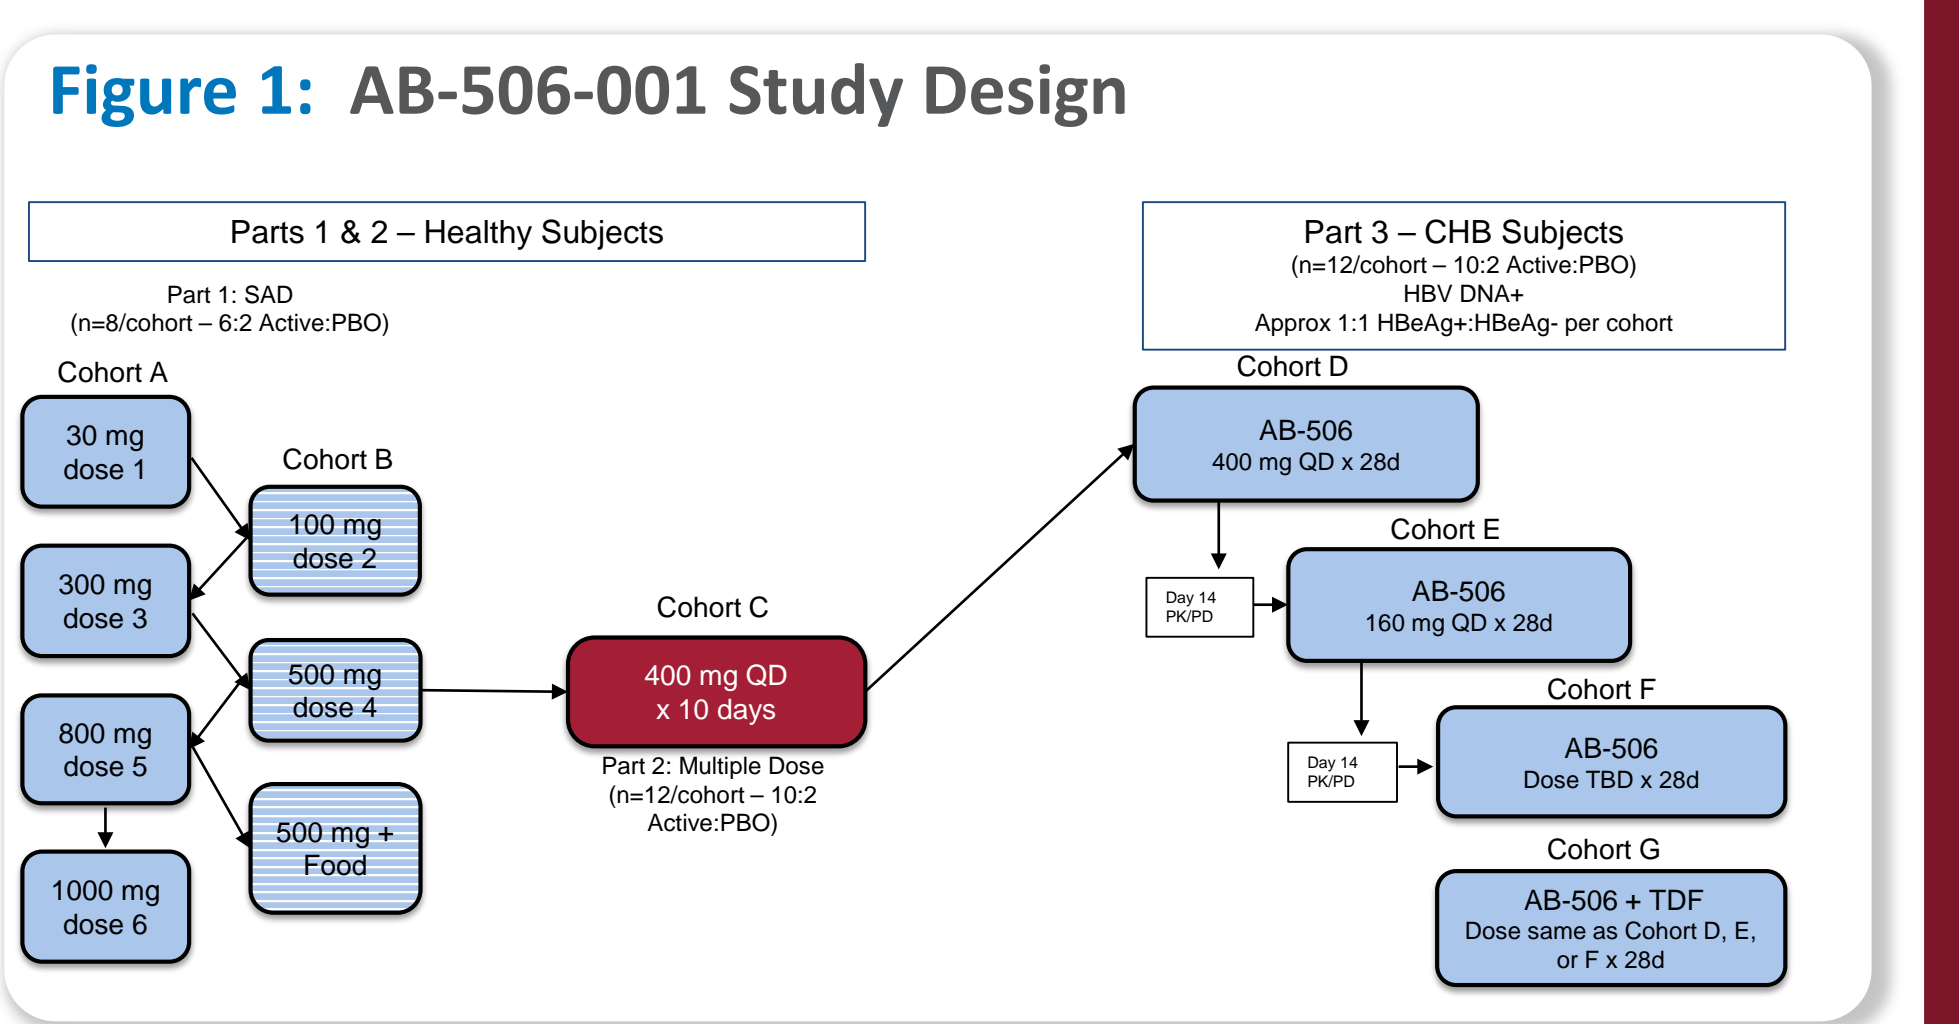 Figure 1: AB-506-001 Study Design
Parts 1 & 2 – Healthy Subjects
Part 1: SAD
(n=8/cohort – 6:2 Active:PBO)
Cohort A
30 mg
dose 1
300 mg
dose 3
800 mg
dose 5
1000 mg
dose 6
Cohort B
100 mg
dose 2
500 mg
dose 4
500 mg +
Food
Cohort C
400 mg QD
x 10 days
Part 2: Multiple Dose
(n=12/cohort – 10:2
Active:PBO)
Part 3 – CHB Subjects
(n=12/cohort – 10:2 Active:PBO)
HBV DNA+
Approx 1:1 HBeAg+:HBeAg- per cohort
Cohort D
AB-506
400 mg QD x 28d
Day 14
PK/PD
Cohort E
AB-506
160 mg QD x 28d
Day 14
PK/PD
Cohort F
AB-506
Dose TBD x 28d
Cohort G
AB-506 + TDF
Dose same as Cohort D, E,
or F x 28d